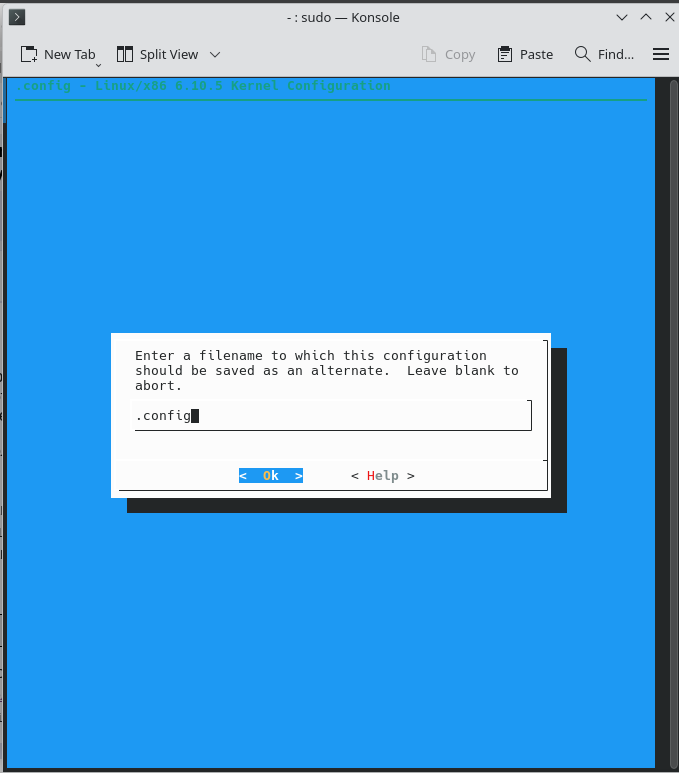 - : sudo — Konsole
New Tab
Split View
Copy
Paste
Find...
.config - Linux/x86 6.10.5 Kernel Configuration
Enter a filename to which this configuration
should be saved as an alternate.  Leave blank to
abort.
.config
<  Ok  >
< Help >